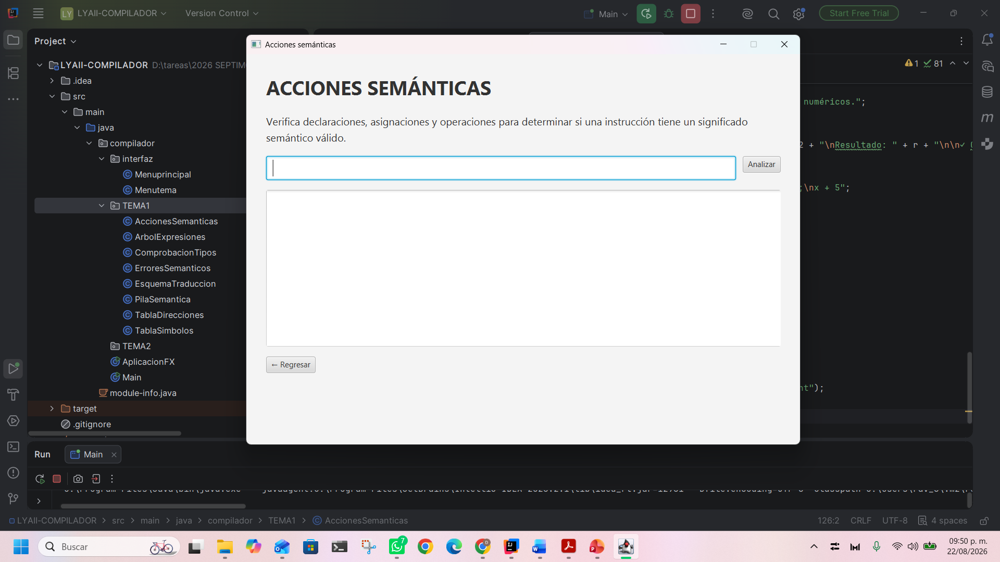 LY LYAII-COMPILADOR Version Control Main Start Free Trial
Project
LYAII-COMPILADOR D:\tareas\2026 SEPTIM
.idea
src
main
java
compilador
interfaz
Menuprincipal
Menutema
TEMA1
AccionesSemanticas
ArbolExpresiones
ComprobacionTipos
ErroresSemanticos
EsquemaTraduccion
PilaSemantica
TablaDirecciones
TablaSimbolos
TEMA2
AplicacionFX
Main
module-info.java
target
.gitignore
Acciones semánticas
ACCIONES SEMÁNTICAS
Verifica declaraciones, asignaciones y operaciones para determinar si una instrucción tiene un significado
semántico válido.
Analizar
← Regresar
1 81
numéricos.";
2 + "\nResultado: " + r + "\n\n✓
;\nx + 5";
nt");
Run Main
LYAII-COMPILADOR > src > main > java > compilador > TEMA1 > AccionesSemanticas
126:2 CRLF UTF-8 4 spaces
Buscar
7
09:50 p. m.
22/08/2026